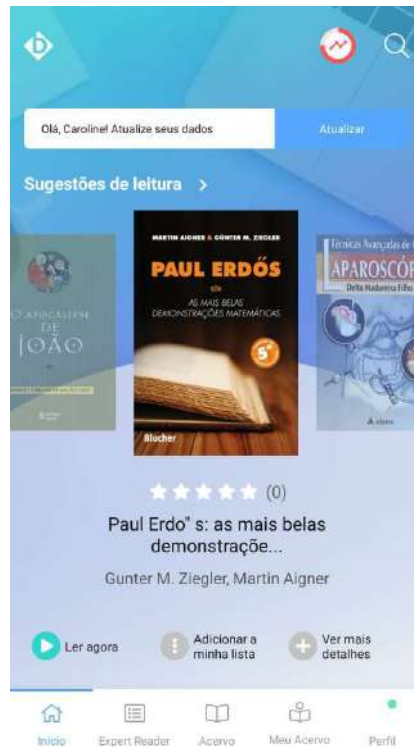 Olá, Caroline! Atualize seus dados
Atualizar
Sugestões de leitura >
O APOCALIPSE
DE
JOÃO
MARTIN AIGNER & GÜNTER M. ZIEGLER
PAUL ERDŐS
AS MAIS BELAS
DEMONSTRAÇÕES MATEMÁTICAS
5ª
Blucher
Técnicas Avançadas de
APAROSCÓP
Delta Madureira Filho
(0)
Paul Erdo" s: as mais belas
demonstraçõe...
Gunter M. Ziegler, Martin Aigner
Ler agora
Adicionar a
minha lista
Ver mais
detalhes
Início
Expert Reader
Acervo
Meu Acervo
Perfil